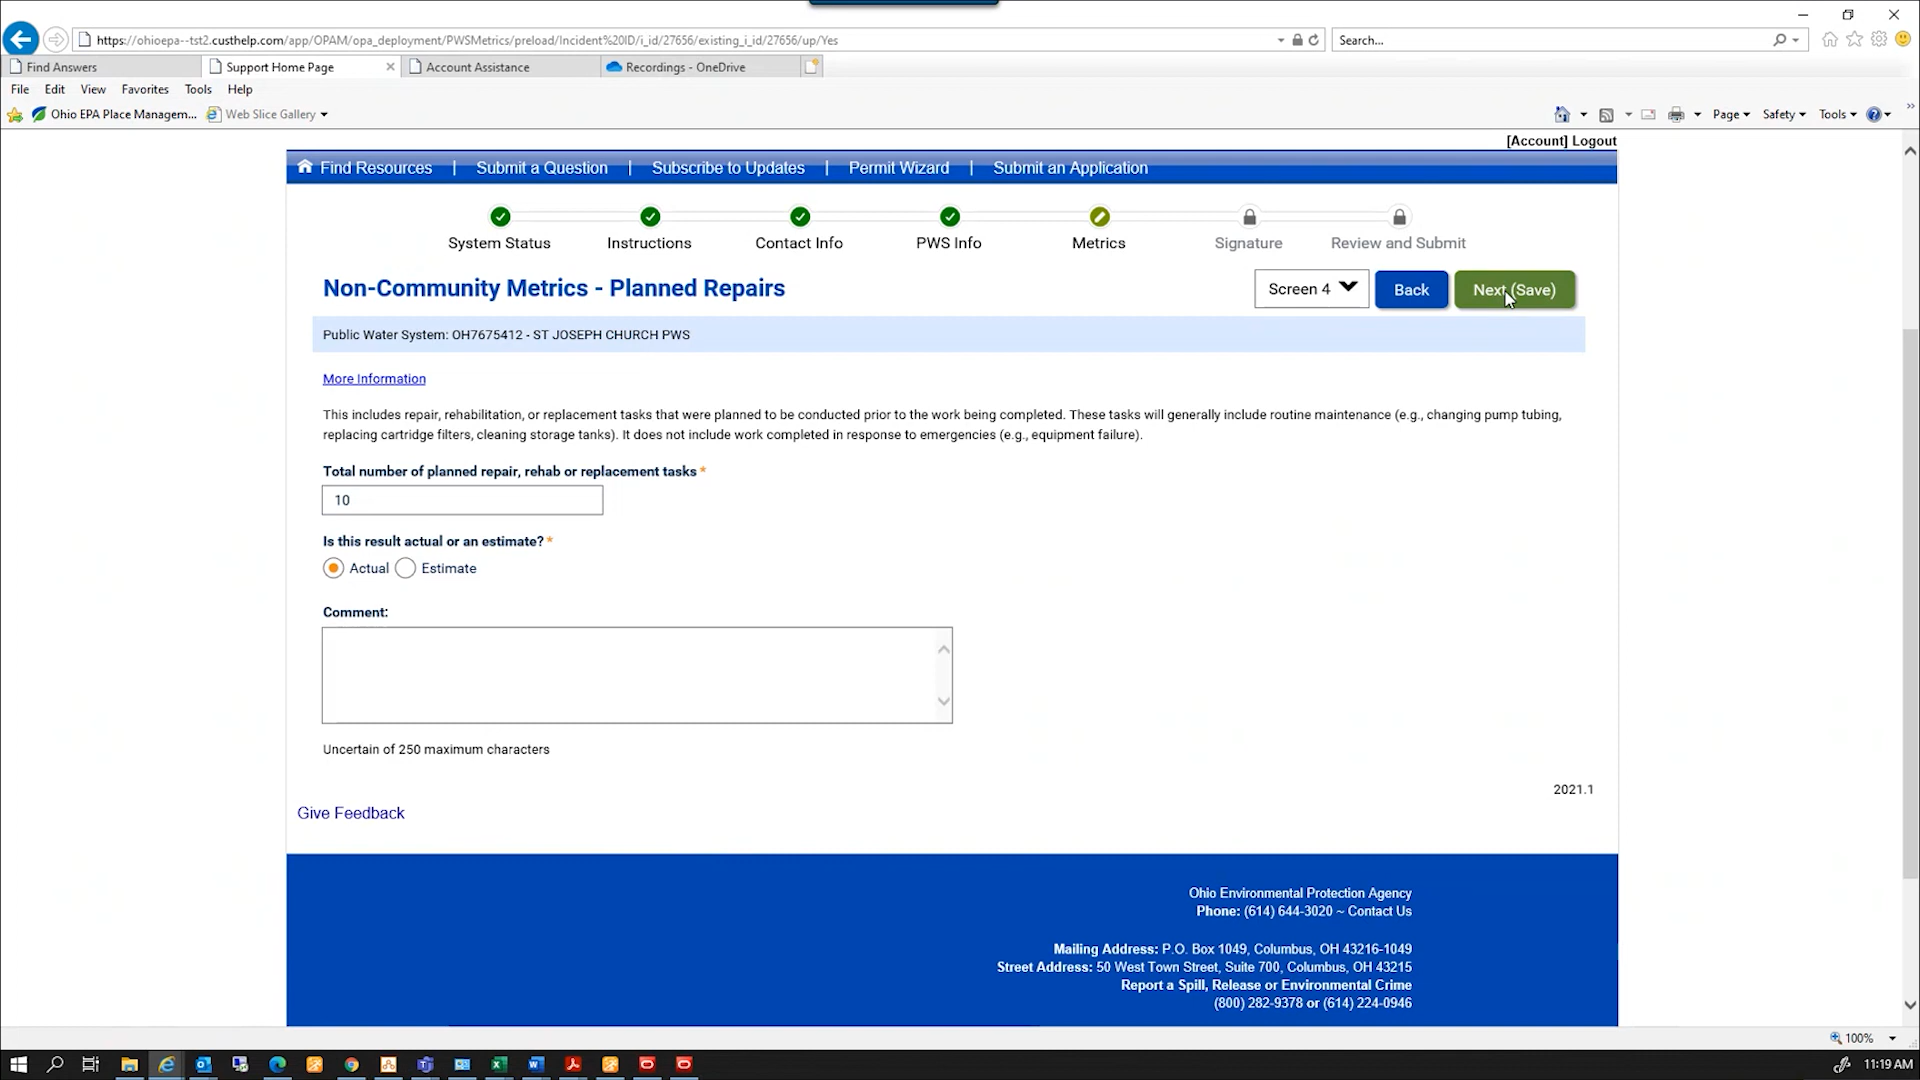 https://ohioepa--tst2.custhelp.com/app/OPAM/opa_deployment/PWSMetrics/preload/Incident%20ID/i_id/27656/existing_i_id/27656/up/Yes
Search...
Find Answers
Support Home Page
Account Assistance
Recordings - OneDrive
File Edit View Favorites Tools Help
Ohio EPA Place Managem... Web Slice Gallery
Page Safety Tools
[Account] Logout
Find Resources | Submit a Question | Subscribe to Updates | Permit Wizard | Submit an Application
System Status Instructions Contact Info PWS Info Metrics Signature Review and Submit
Non-Community Metrics - Planned Repairs
Screen 4 Back Next (Save)
Public Water System: OH7675412 - ST JOSEPH CHURCH PWS
More Information
This includes repair, rehabilitation, or replacement tasks that were planned to be conducted prior to the work being completed. These tasks will generally include routine maintenance (e.g., changing pump tubing,
replacing cartridge filters, cleaning storage tanks). It does not include work completed in response to emergencies (e.g., equipment failure).
Total number of planned repair, rehab or replacement tasks *
10
Is this result actual or an estimate? *
Actual Estimate
Comment:
Uncertain of 250 maximum characters
2021.1
Give Feedback
Ohio Environmental Protection Agency
Phone: (614) 644-3020 ~ Contact Us
Mailing Address: P.O. Box 1049, Columbus, OH 43216-1049
Street Address: 50 West Town Street, Suite 700, Columbus, OH 43215
Report a Spill, Release or Environmental Crime
(800) 282-9378 or (614) 224-0946
100%
11:19 AM